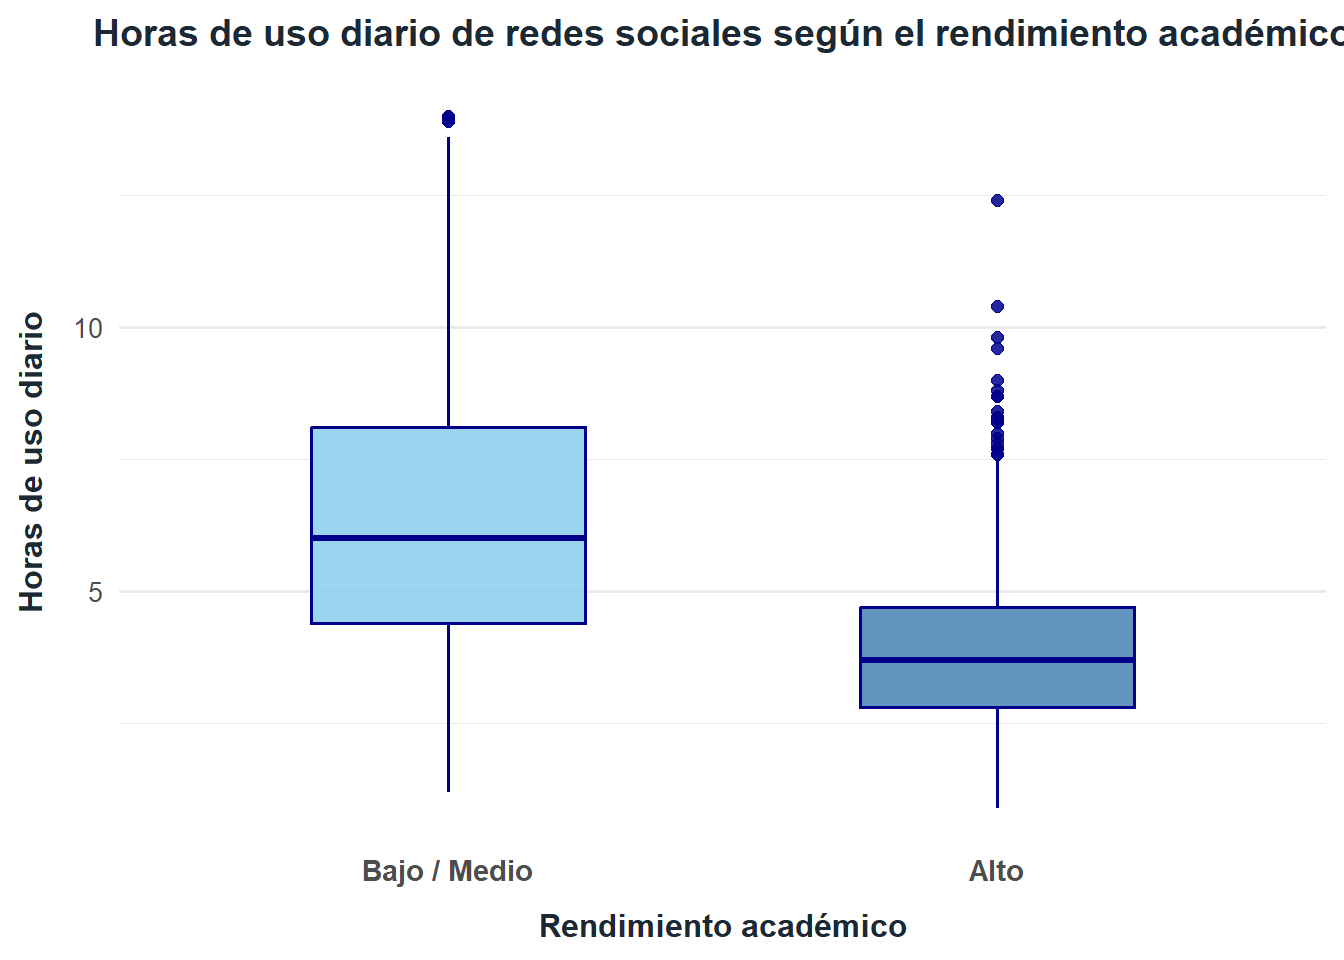 Horas de uso diario de redes sociales según el rendimiento académico
Horas de uso diario
10
5
Bajo / Medio
Alto
Rendimiento académico